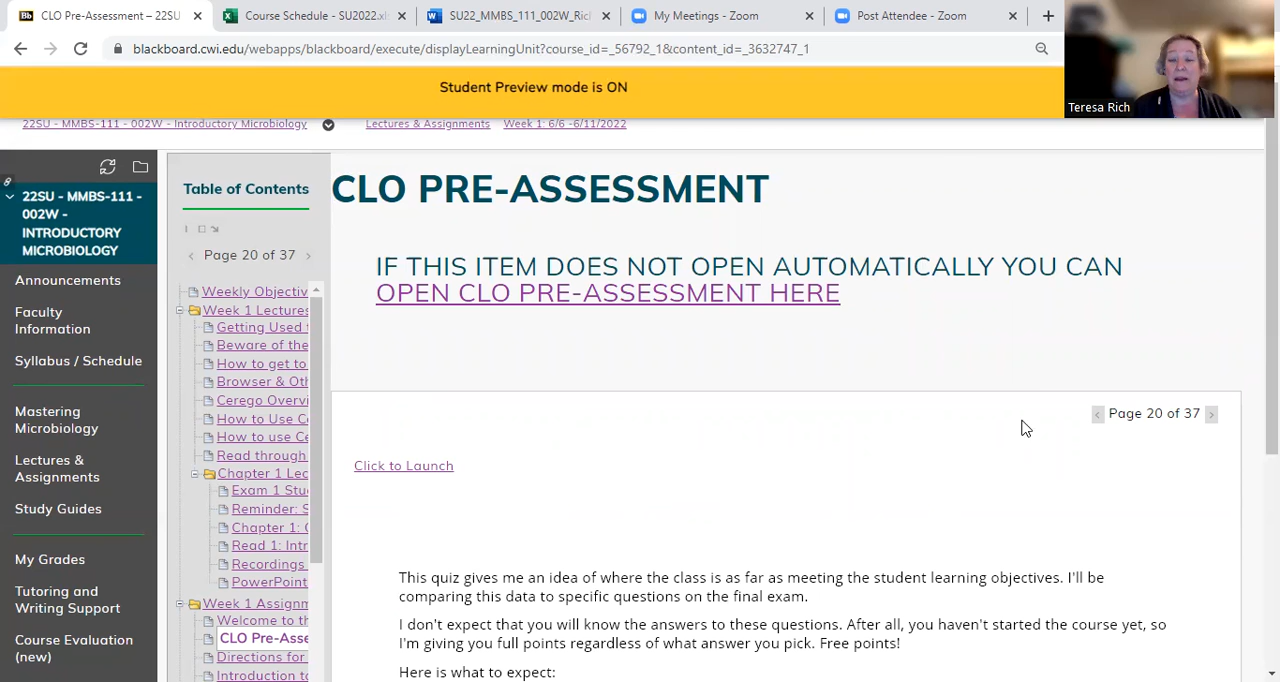 CLO Pre-Assessment – 22SU
Course Schedule - SU2022.xls
SU22_MMBS_111_002W_Ric
My Meetings - Zoom
Post Attendee - Zoom
blackboard.cwi.edu/webapps/blackboard/execute/displayLearningUnit?course_id=_56792_1&content_id=_3632747_1
Student Preview mode is ON
Teresa Rich
22SU - MMBS-111 - 002W - Introductory Microbiology
Lectures & Assignments
Week 1: 6/6 -6/11/2022
22SU - MMBS-111 -
002W -
INTRODUCTORY
MICROBIOLOGY
Announcements
Faculty
Information
Syllabus / Schedule
Mastering
Microbiology
Lectures &
Assignments
Study Guides
My Grades
Tutoring and
Writing Support
Course Evaluation
(new)
Table of Contents
Page 20 of 37
Weekly Objectiv
Week 1 Lectures
Getting Used t
Beware of the
How to get to
Browser & Oth
Cerego Overvi
How to Use Ce
How to use Ce
Read through
Chapter 1 Lec
Exam 1 Stu
Reminder: S
Chapter 1: C
Read 1: Intr
Recordings
PowerPoint
Week 1 Assignm
Welcome to th
CLO Pre-Asse
Directions for
Introduction to
CLO PRE-ASSESSMENT
IF THIS ITEM DOES NOT OPEN AUTOMATICALLY YOU CAN
OPEN CLO PRE-ASSESSMENT HERE
Page 20 of 37
Click to Launch
This quiz gives me an idea of where the class is as far as meeting the student learning objectives. I'll be
comparing this data to specific questions on the final exam.
I don't expect that you will know the answers to these questions. After all, you haven't started the course yet, so
I'm giving you full points regardless of what answer you pick. Free points!
Here is what to expect: